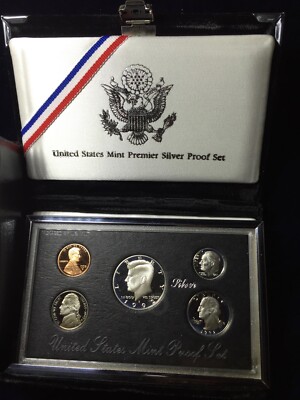 United States Mint Premier Silver Proof Set
Silver
United States Mint Proof Set